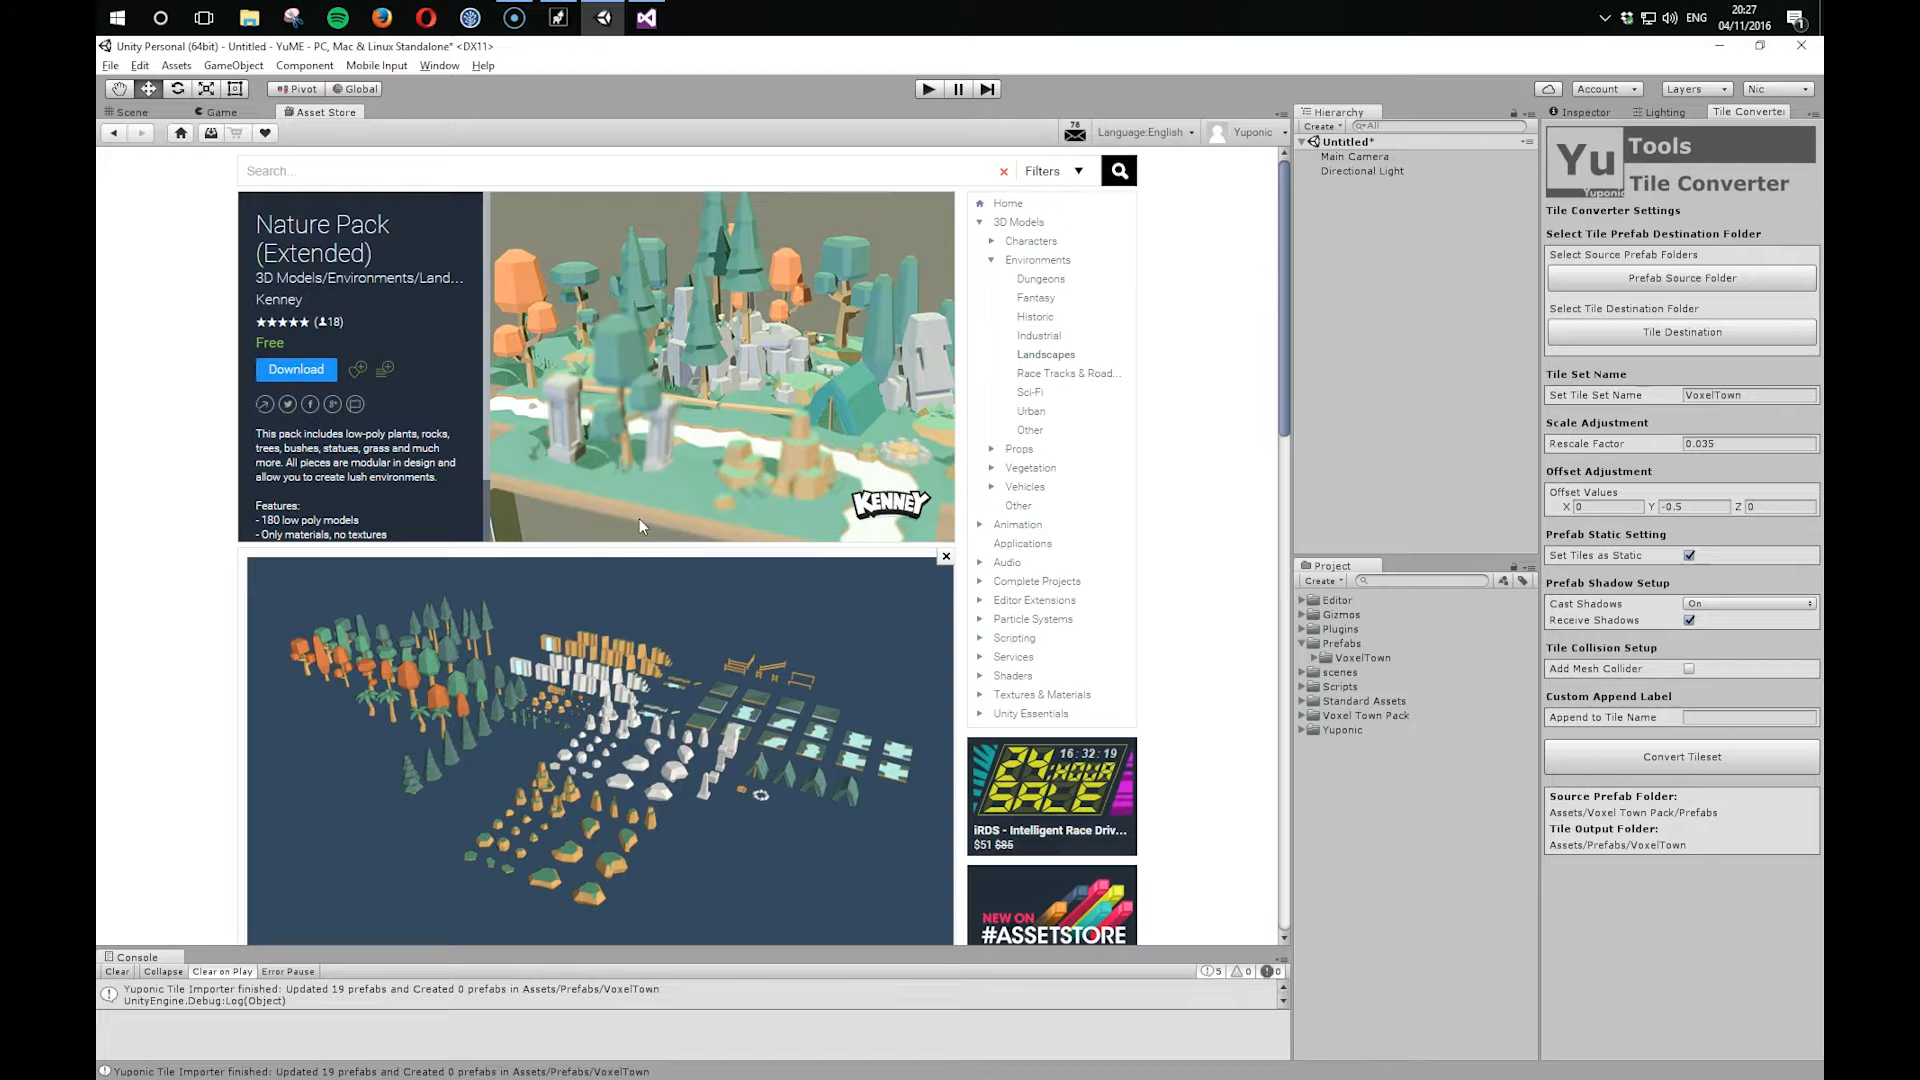 20:27
ENG
04/11/2016
1
Unity Personal (64bit) - Untitled - YuME - PC, Mac & Linux Standalone* <DX11>
File Edit Assets GameObject Component Mobile Input Window Help
Pivot Global
Account Layers Nic
Scene Game Asset Store
76
Language:English Yuponic
Search...
Filters
Nature Pack
(Extended)
3D Models/Environments/Land...
Kenney
★★★★★ (18)
Free
Download
This pack includes low-poly plants, rocks,
trees, bushes, statues, grass and much
more. All pieces are modular in design and
allow you to create lush environments.
Features:
- 180 low poly models
- Only materials, no textures
KENNEY
Home
3D Models
Characters
Environments
Dungeons
Fantasy
Historic
Industrial
Landscapes
Race Tracks & Road...
Sci-Fi
Urban
Other
Props
Vegetation
Vehicles
Other
Animation
Applications
Audio
Complete Projects
Editor Extensions
Particle Systems
Scripting
Services
Shaders
Textures & Materials
Unity Essentials
16:32:19
24 HOUR
SALE
iRDS - Intelligent Race Driv...
$51 $85
NEW ON
#ASSETSTORE
Console
Clear Collapse Clear on Play Error Pause
5 0 0
Yuponic Tile Importer finished: Updated 19 prefabs and Created 0 prefabs in Assets/Prefabs/VoxelTown
UnityEngine.Debug:Log(Object)
Yuponic Tile Importer finished: Updated 19 prefabs and Created 0 prefabs in Assets/Prefabs/VoxelTown
Hierarchy
Create All
Untitled*
Main Camera
Directional Light
Project
Create
Editor
Gizmos
Plugins
Prefabs
VoxelTown
scenes
Scripts
Standard Assets
Voxel Town Pack
Yuponic
Inspector Lighting Tile Converter
Yu
Yuponic
Tools
Tile Converter
Tile Converter Settings
Select Tile Prefab Destination Folder
Select Source Prefab Folders
Prefab Source Folder
Select Tile Destination Folder
Tile Destination
Tile Set Name
Set Tile Set Name VoxelTown
Scale Adjustment
Rescale Factor 0.035
Offset Adjustment
Offset Values
X 0 Y -0.5 Z 0
Prefab Static Setting
Set Tiles as Static
Prefab Shadow Setup
Cast Shadows On
Receive Shadows
Tile Collision Setup
Add Mesh Collider
Custom Append Label
Append to Tile Name
Convert Tileset
Source Prefab Folder:
Assets/Voxel Town Pack/Prefabs
Tile Output Folder:
Assets/Prefabs/VoxelTown